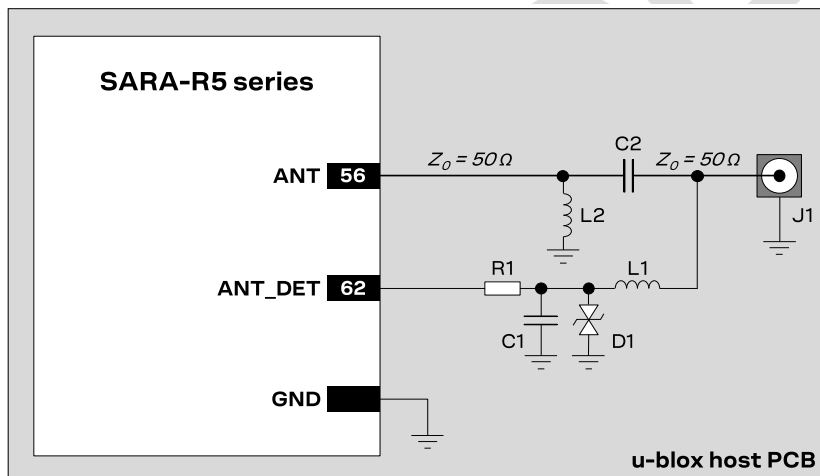 SARA-R5 series
C2
Z₀ = 50 Ω
Z₀ = 50 Ω
ANT 56
J1
L2
R1
L1
ANT_DET 62
C1
D1
GND
u-blox host PCB